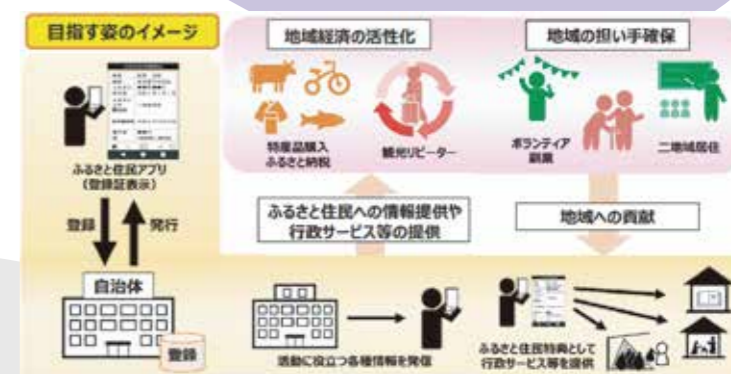 目指す姿のイメージ
ふるさと住民アプリ
(登録証表示)
登録
発行
自治体
登録
地域経済の活性化
特産品購入
ふるさと納税
観光リピーター
地域の担い手確保
ボランティア
副業
二地域居住
ふるさと住民への情報提供や
行政サービス等の提供
地域への貢献
活動に役立つ各種情報を発信
ふるさと住民特典として
行政サービス等を提供